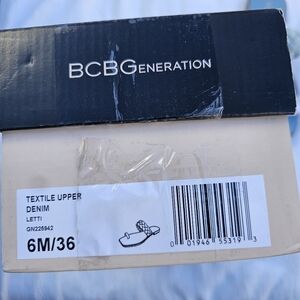 BCBGENERATION
TEXTILE UPPER
DENIM
LETTI
GN225942
6M/36
0 01946 55319 3